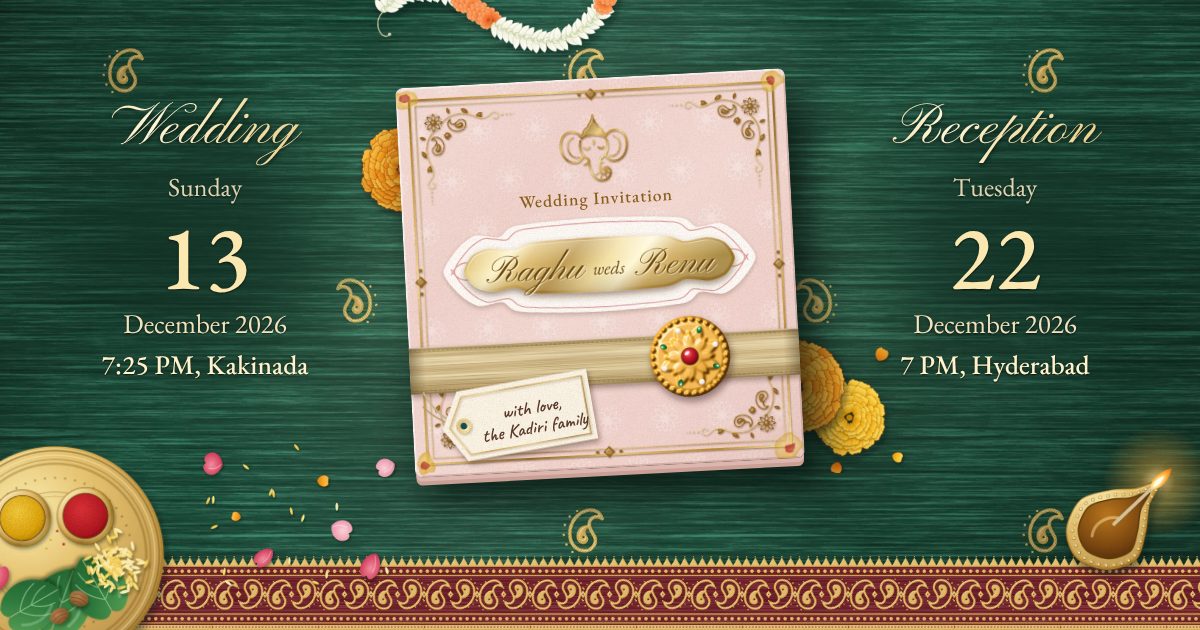 Wedding
Sunday
13
December 2026
7:25 PM, Kakinada
Wedding Invitation
Raghu weds Renu
with love,
the Kadiri family
Reception
Tuesday
22
December 2026
7 PM, Hyderabad